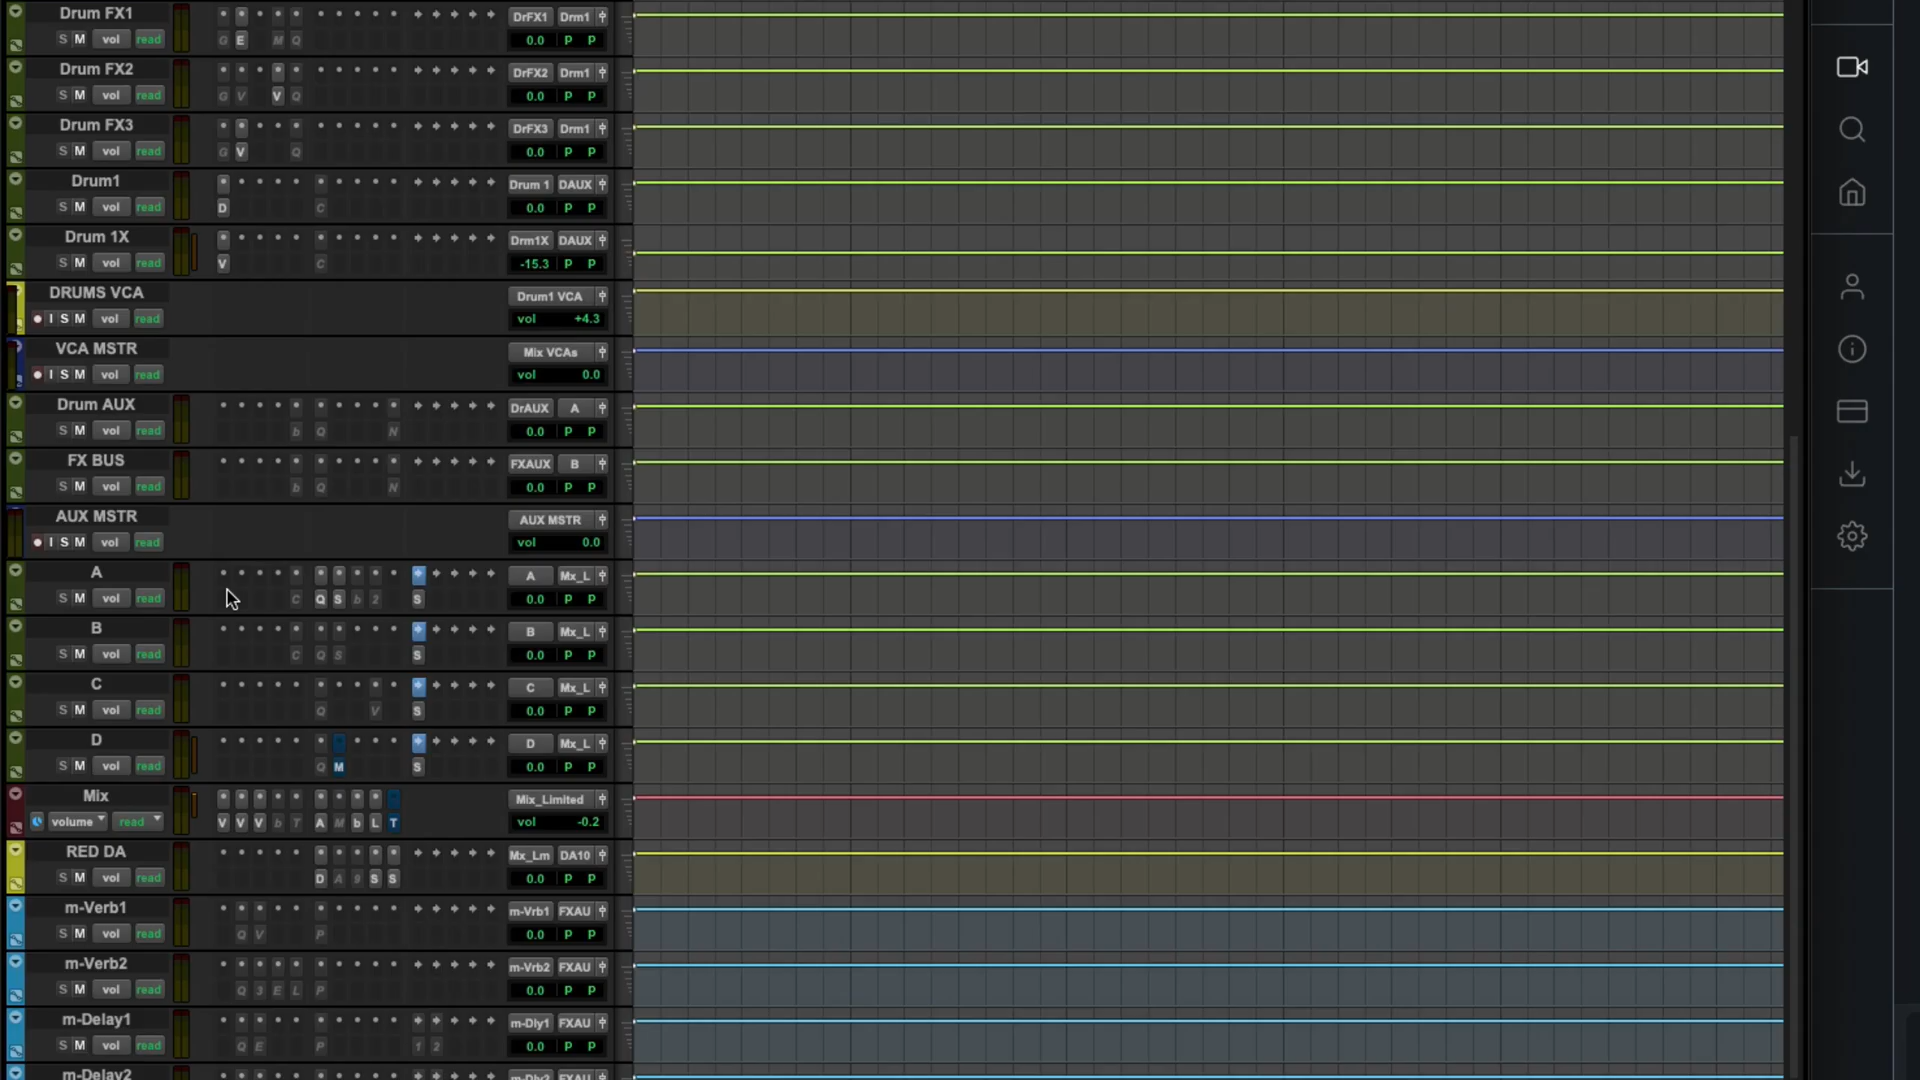 Drum FX1
DrFX1 Drm1
S M vol read G E M Q 0.0 P P
Drum FX2
DrFX2 Drm1
S M vol read G V V Q 0.0 P P
Drum FX3
DrFX3 Drm1
S M vol read G V Q 0.0 P P
Drum1
Drum 1 DAUX
S M vol read D C 0.0 P P
Drum 1X
Drm1X DAUX
S M vol read V C -15.3 P P
DRUMS VCA
Drum1 VCA
I S M vol read vol +4.3
VCA MSTR
Mix VCAs
I S M vol read vol 0.0
Drum AUX
DrAUX A
S M vol read b Q N 0.0 P P
FX BUS
FXAUX B
S M vol read b Q N 0.0 P P
AUX MSTR
AUX MSTR
I S M vol read vol 0.0
A
A Mx_L
S M vol read C Q S b 2 S 0.0 P P
B
B Mx_L
S M vol read C Q S S 0.0 P P
C
C Mx_L
S M vol read Q V S 0.0 P P
D
D Mx_L
S M vol read Q M S 0.0 P P
Mix
Mix_Limited
volume read V V V b T A M b L T vol -0.2
RED DA
Mx_Lm DA10
S M vol read D A 9 S S 0.0 P P
m-Verb1
m-Vrb1 FXAU
S M vol read Q V P 0.0 P P
m-Verb2
m-Vrb2 FXAU
S M vol read Q 3 E L P 0.0 P P
m-Delay1
m-Dly1 FXAU
S M vol read Q E P 1 2 0.0 P P
m-Delay2
m-Dly2 FXAU